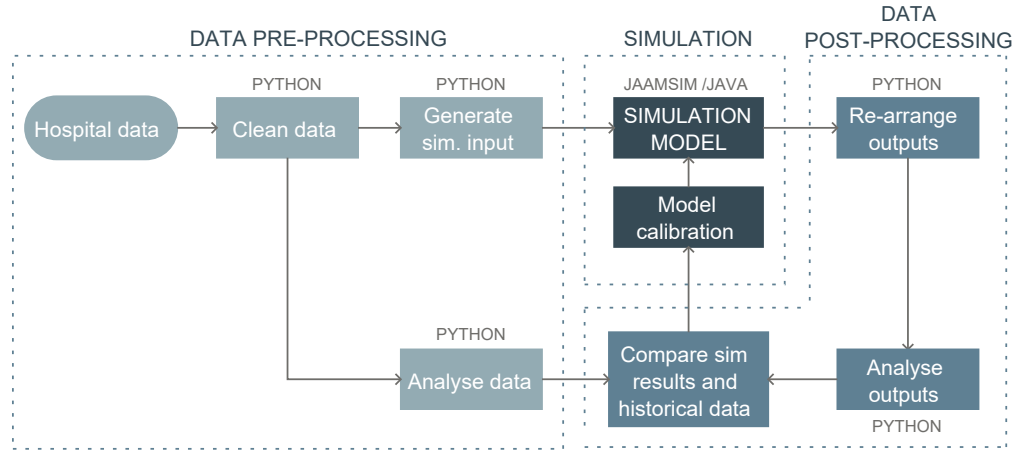 DATA PRE-PROCESSING
SIMULATION
DATA
POST-PROCESSING
PYTHON
PYTHON
JAAMSIM /JAVA
PYTHON
Hospital data
Clean data
Generate
sim. input
SIMULATION
MODEL
Re-arrange
outputs
Model
calibration
PYTHON
Analyse data
Compare sim
results and
historical data
Analyse
outputs
PYTHON